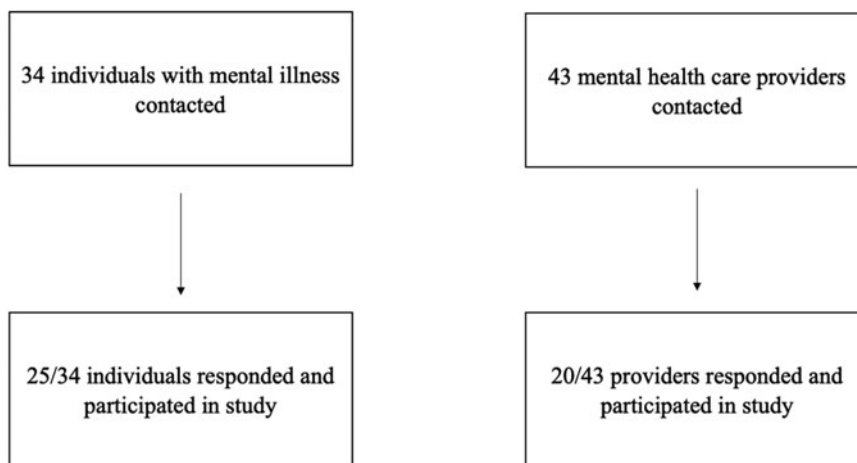 34 individuals with mental illness
contacted
43 mental health care providers
contacted
25/34 individuals responded and
participated in study
20/43 providers responded and
participated in study